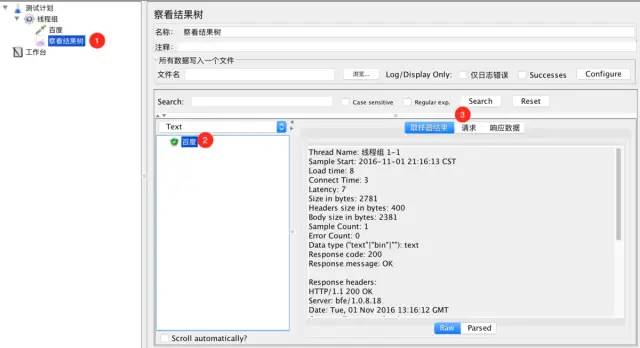 测试计划
线程组
百度
察看结果树
1
工作台
察看结果树
名称: 察看结果树
注释:
所有数据写入一个文件
文件名 浏览... Log/Display Only: 仅日志错误 Successes Configure
Search: Case sensitive Regular exp. Search Reset
Text
百度
2
3
取样器结果 请求 响应数据
Thread Name: 线程组 1-1
Sample Start: 2016-11-01 21:16:13 CST
Load time: 8
Connect Time: 3
Latency: 7
Size in bytes: 2781
Headers size in bytes: 400
Body size in bytes: 2381
Sample Count: 1
Error Count: 0
Data type ("text"|"bin"|""): text
Response code: 200
Response message: OK
Response headers:
HTTP/1.1 200 OK
Server: bfe/1.0.8.18
Date: Tue, 01 Nov 2016 13:16:12 GMT
Raw Parsed
Scroll automatically?